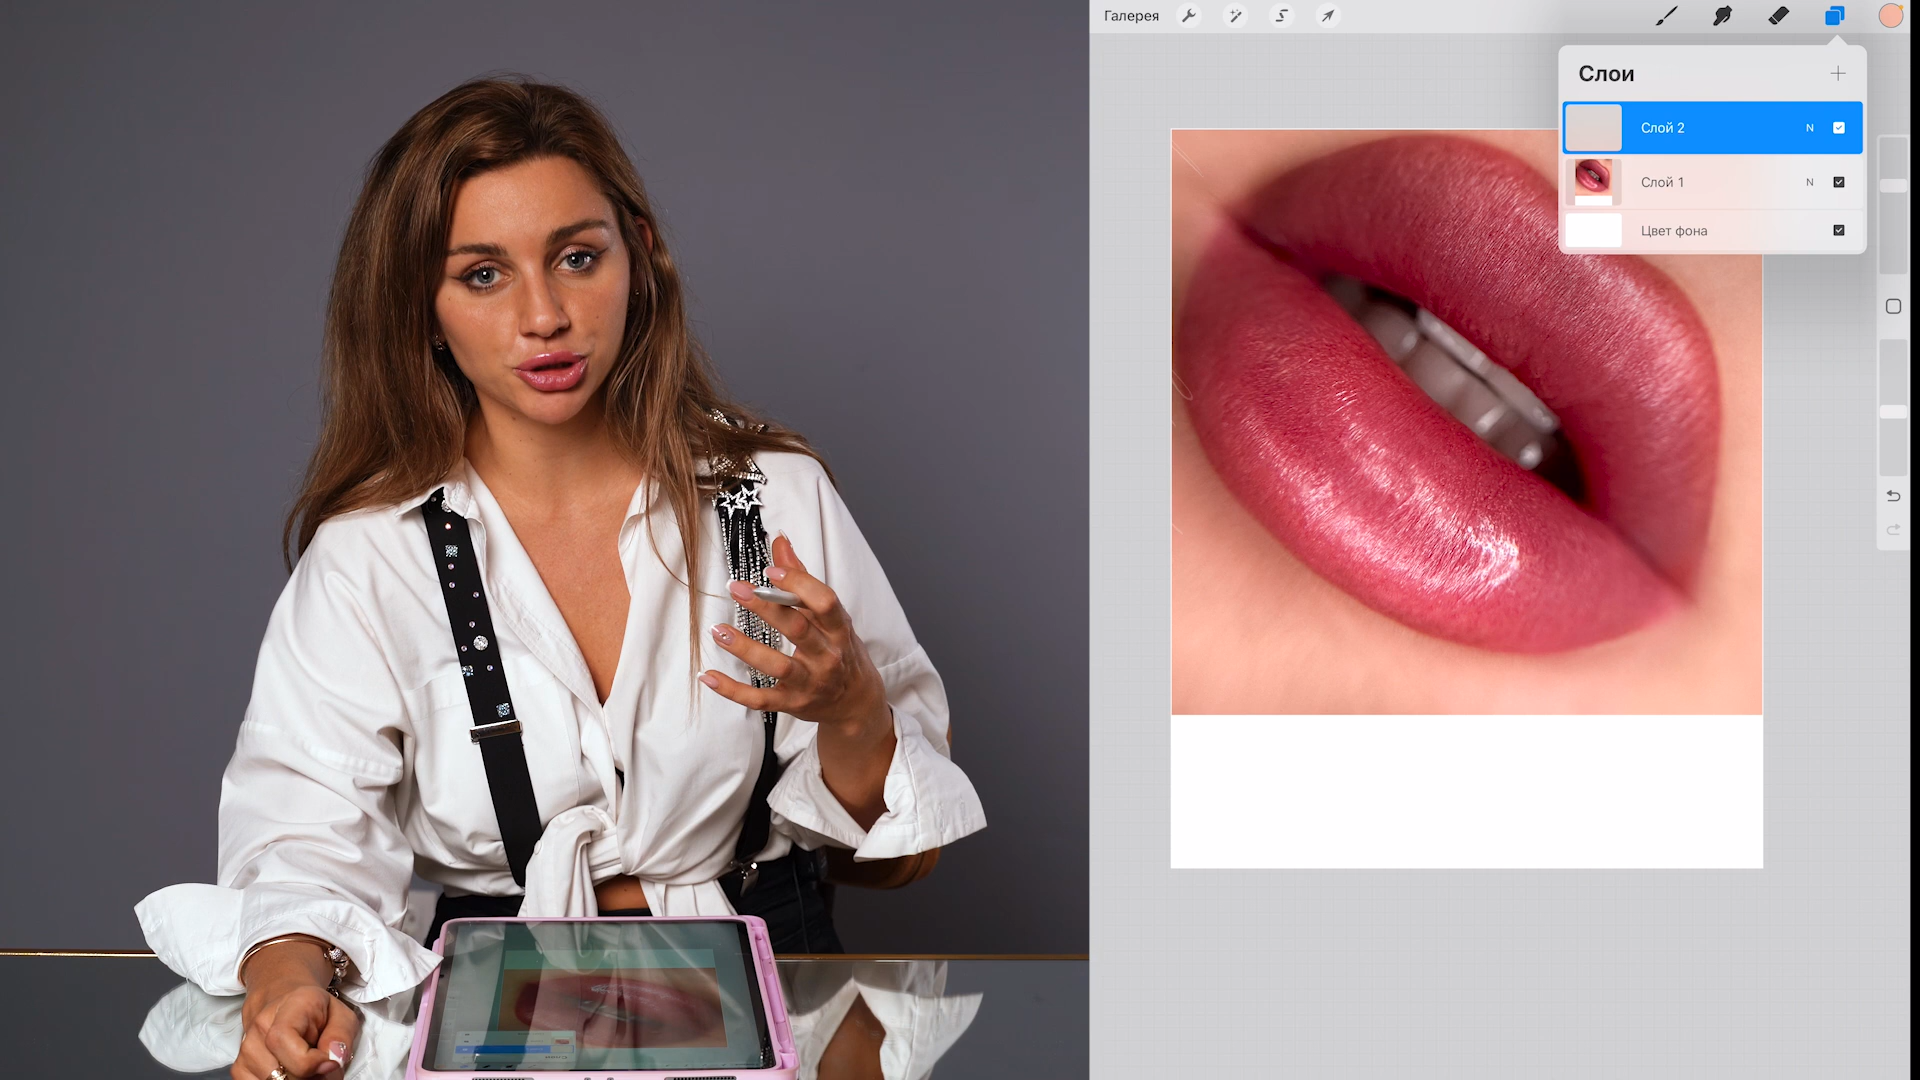 Галерея
Слои
Слой 2 N
Слой 1 N
Цвет фона